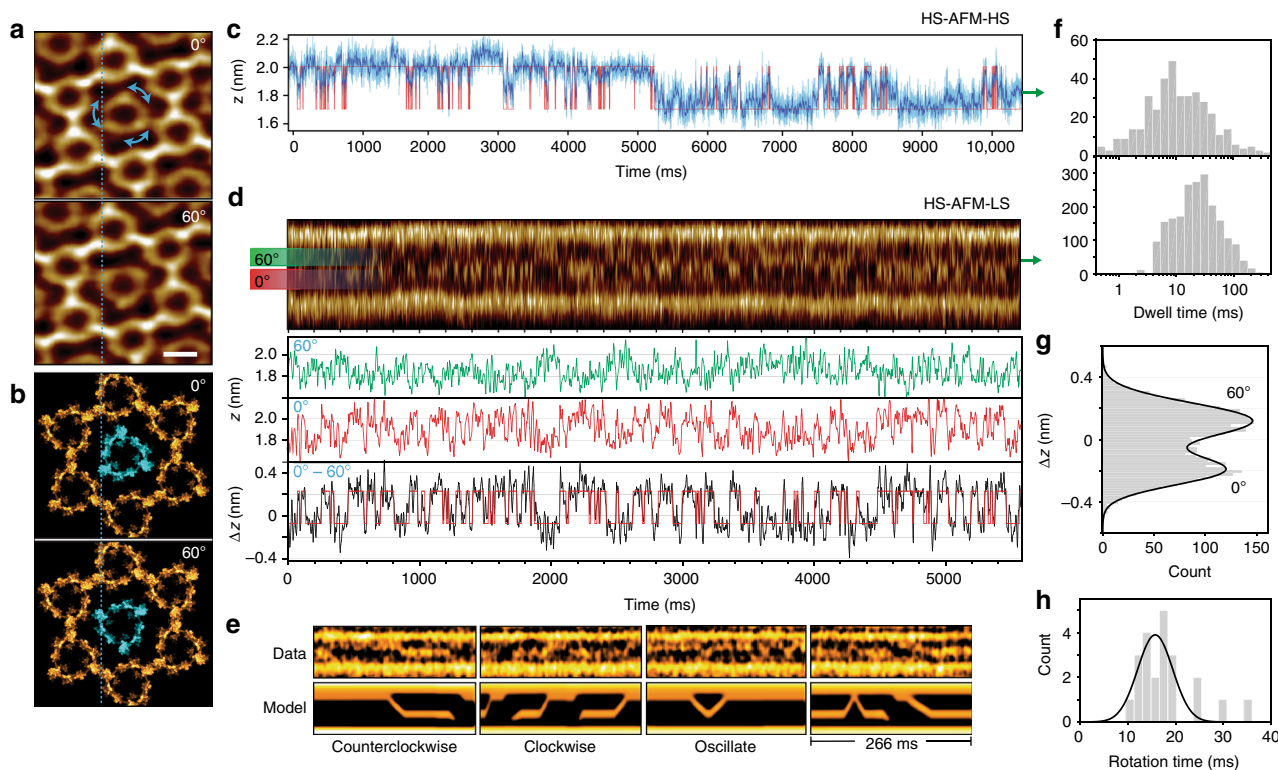 a
0°
60°
b
0°
60°
c
HS-AFM-HS
z (nm)
2.2
2.0
1.8
1.6
0
1000
2000
3000
4000
5000
6000
7000
8000
9000
10,000
Time (ms)
d
HS-AFM-LS
60°
0°
60°
2.0
1.8
z (nm)
0°
2.0
1.8
0° – 60°
0.4
0
–0.4
Δz (nm)
0
1000
2000
3000
4000
5000
Time (ms)
e
Data
Model
Counterclockwise
Clockwise
Oscillate
266 ms
f
60
40
20
0
300
200
100
0
1
10
100
Dwell time (ms)
g
0.4
0
–0.4
Δz (nm)
60°
0°
0
50
100
150
Count
h
4
2
0
Count
0
10
20
30
40
Rotation time (ms)